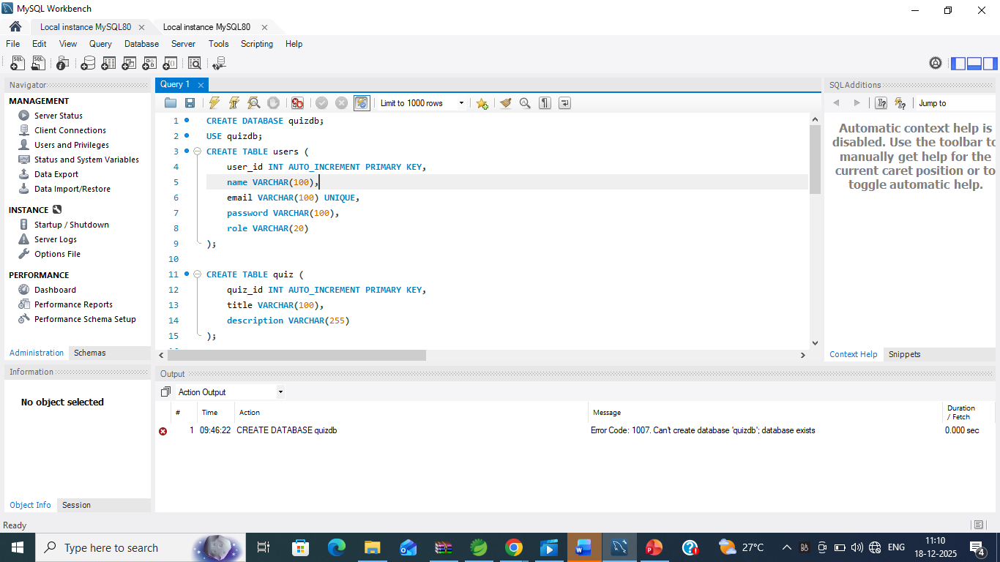 MySQL Workbench
Local instance MySQL80
Local instance MySQL80
File Edit View Query Database Server Tools Scripting Help
Navigator
MANAGEMENT
Server Status
Client Connections
Users and Privileges
Status and System Variables
Data Export
Data Import/Restore
INSTANCE
Startup / Shutdown
Server Logs
Options File
PERFORMANCE
Dashboard
Performance Reports
Performance Schema Setup
Administration Schemas
Information
No object selected
Object Info Session
Query 1
Limit to 1000 rows
1 CREATE DATABASE quizdb;
2 USE quizdb;
3 CREATE TABLE users (
4 user_id INT AUTO_INCREMENT PRIMARY KEY,
5 name VARCHAR(100),
6 email VARCHAR(100) UNIQUE,
7 password VARCHAR(100),
8 role VARCHAR(20)
9 );
10
11 CREATE TABLE quiz (
12 quiz_id INT AUTO_INCREMENT PRIMARY KEY,
13 title VARCHAR(100),
14 description VARCHAR(255)
15 );
SQLAdditions
Jump to
Automatic context help is
disabled. Use the toolbar to
manually get help for the
current caret position or to
toggle automatic help.
Context Help Snippets
Output
Action Output
# Time Action Message Duration / Fetch
1 09:46:22 CREATE DATABASE quizdb Error Code: 1007. Can't create database 'quizdb'; database exists 0.000 sec
Ready
Type here to search
27°C
ENG
11:10
18-12-2025
4